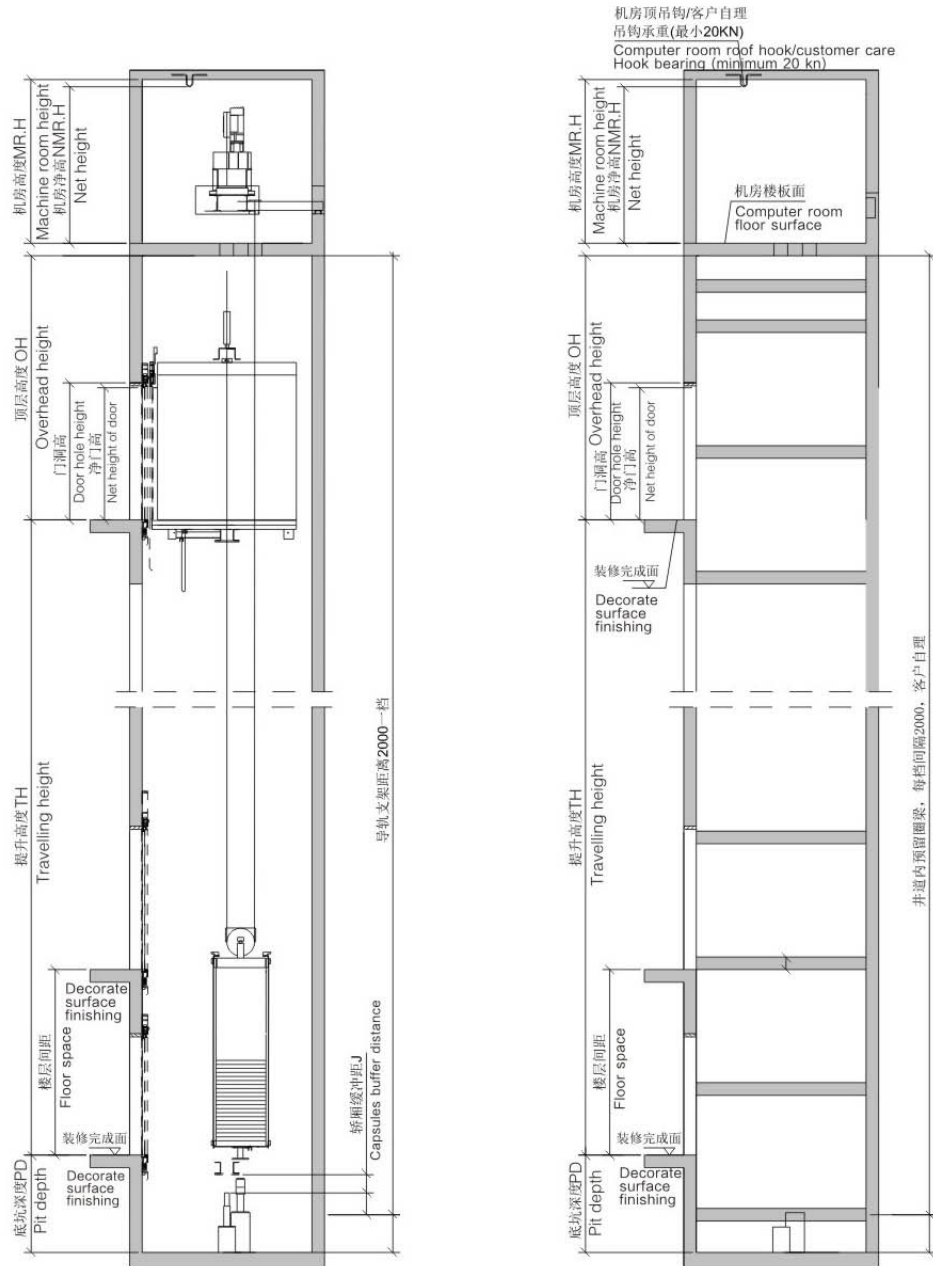 机房高度MR.H
Machine room height
机房净高NMR.H
Net height
顶层高度OH
Overhead height
门洞高
Door hole height
净门高
Net height of door
提升高度TH
Travelling height
导轨支架距离2000一档
Decorate
surface
finishing
楼层间距
Floor space
轿厢缓冲距J
Capsules buffer distance
装修完成面
Decorate
surface
finishing
底坑深度PD
Pit depth
机房顶吊钩/客户自理
吊钩承重(最小20KN)
Computer room roof hook/customer care
Hook bearing (minimum 20 kn)
机房高度MR.H
Machine room height
机房净高NMR.H
Net height
机房楼板面
Computer room
floor surface
顶层高度OH
Overhead height
门洞高
Door hole height
净门高
Net height of door
装修完成面
Decorate
surface
finishing
提升高度TH
Travelling height
井道内预留圈梁，每档间隔2000，客户自理
楼层间距
Floor space
装修完成面
Decorate
surface
finishing
底坑深度PD
Pit depth